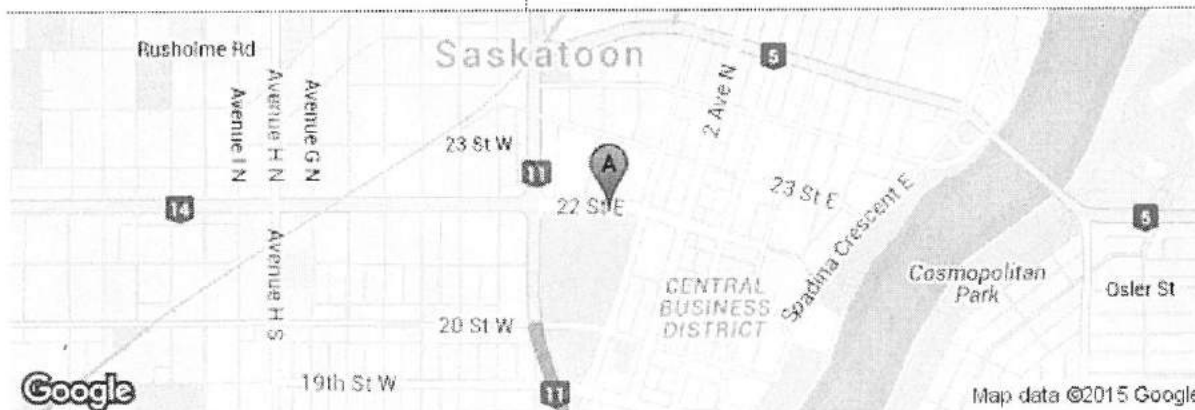 Rusholme Rd
Saskatoon
5
2 Ave N
Avenue I N
Avenue H N
Avenue G N
23 St W
11
A
23 St E
14
22 St E
5
Spadina Crescent E
Avenue H S
CENTRAL
BUSINESS
DISTRICT
Cosmopolitan
Park
Osler St
20 St W
19th St W
11
Google
Map data ©2015 Google